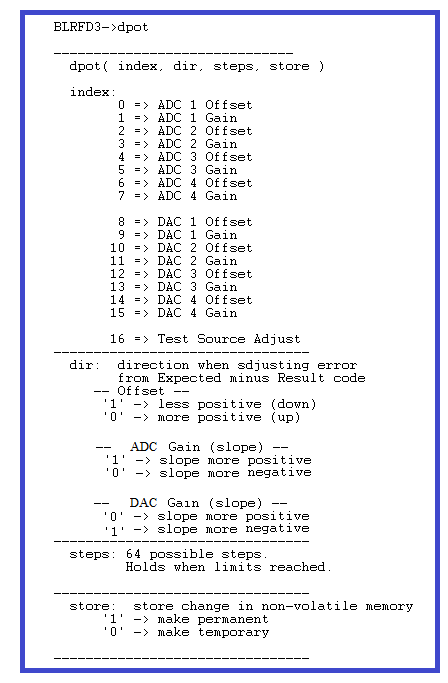 BLRFD3->dpot
------------------------------
dpot( index, dir, steps, store )
index:
0 => ADC 1 Offset
1 => ADC 1 Gain
2 => ADC 2 Offset
3 => ADC 2 Gain
4 => ADC 3 Offset
5 => ADC 3 Gain
6 => ADC 4 Offset
7 => ADC 4 Gain
8 => DAC 1 Offset
9 => DAC 1 Gain
10 => DAC 2 Offset
11 => DAC 2 Gain
12 => DAC 3 Offset
13 => DAC 3 Gain
14 => DAC 4 Offset
15 => DAC 4 Gain
16 => Test Source Adjust
--------------------------------
dir: direction when sdjusting error
from Expected minus Result code
-- Offset --
'1' -> less positive (down)
'0' -> more positive (up)
-- ADC Gain (slope) --
'1' -> slope more positive
'0' -> slope more negative
-- DAC Gain (slope) --
'0' -> slope more positive
'1' -> slope more negative
--------------------------------
steps: 64 possible steps.
Holds when limits reached.
--------------------------------
store: store change in non-volatile memory
'1' -> make permanent
'0' -> make temporary
--------------------------------